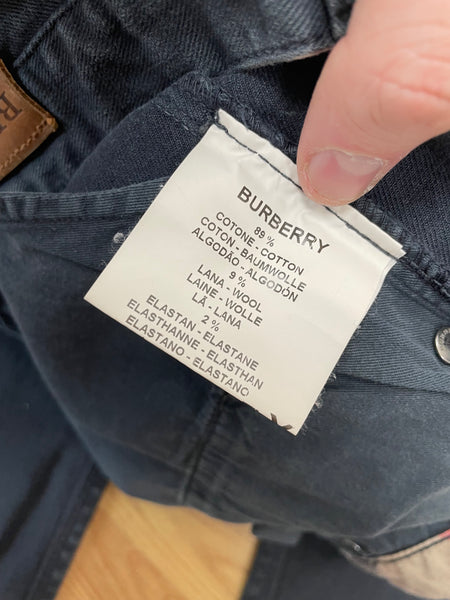 BURBERRY
89 %
COTONE - COTTON
COTON - BAUMWOLLE
ALGODÃO - ALGODÓN
9 %
LANA - WOOL
LAINE - WOLLE
LÃ - LANA
2 %
ELASTAN - ELASTANE
ELASTHANNE - ELASTHAN
ELASTANO - ELASTANO